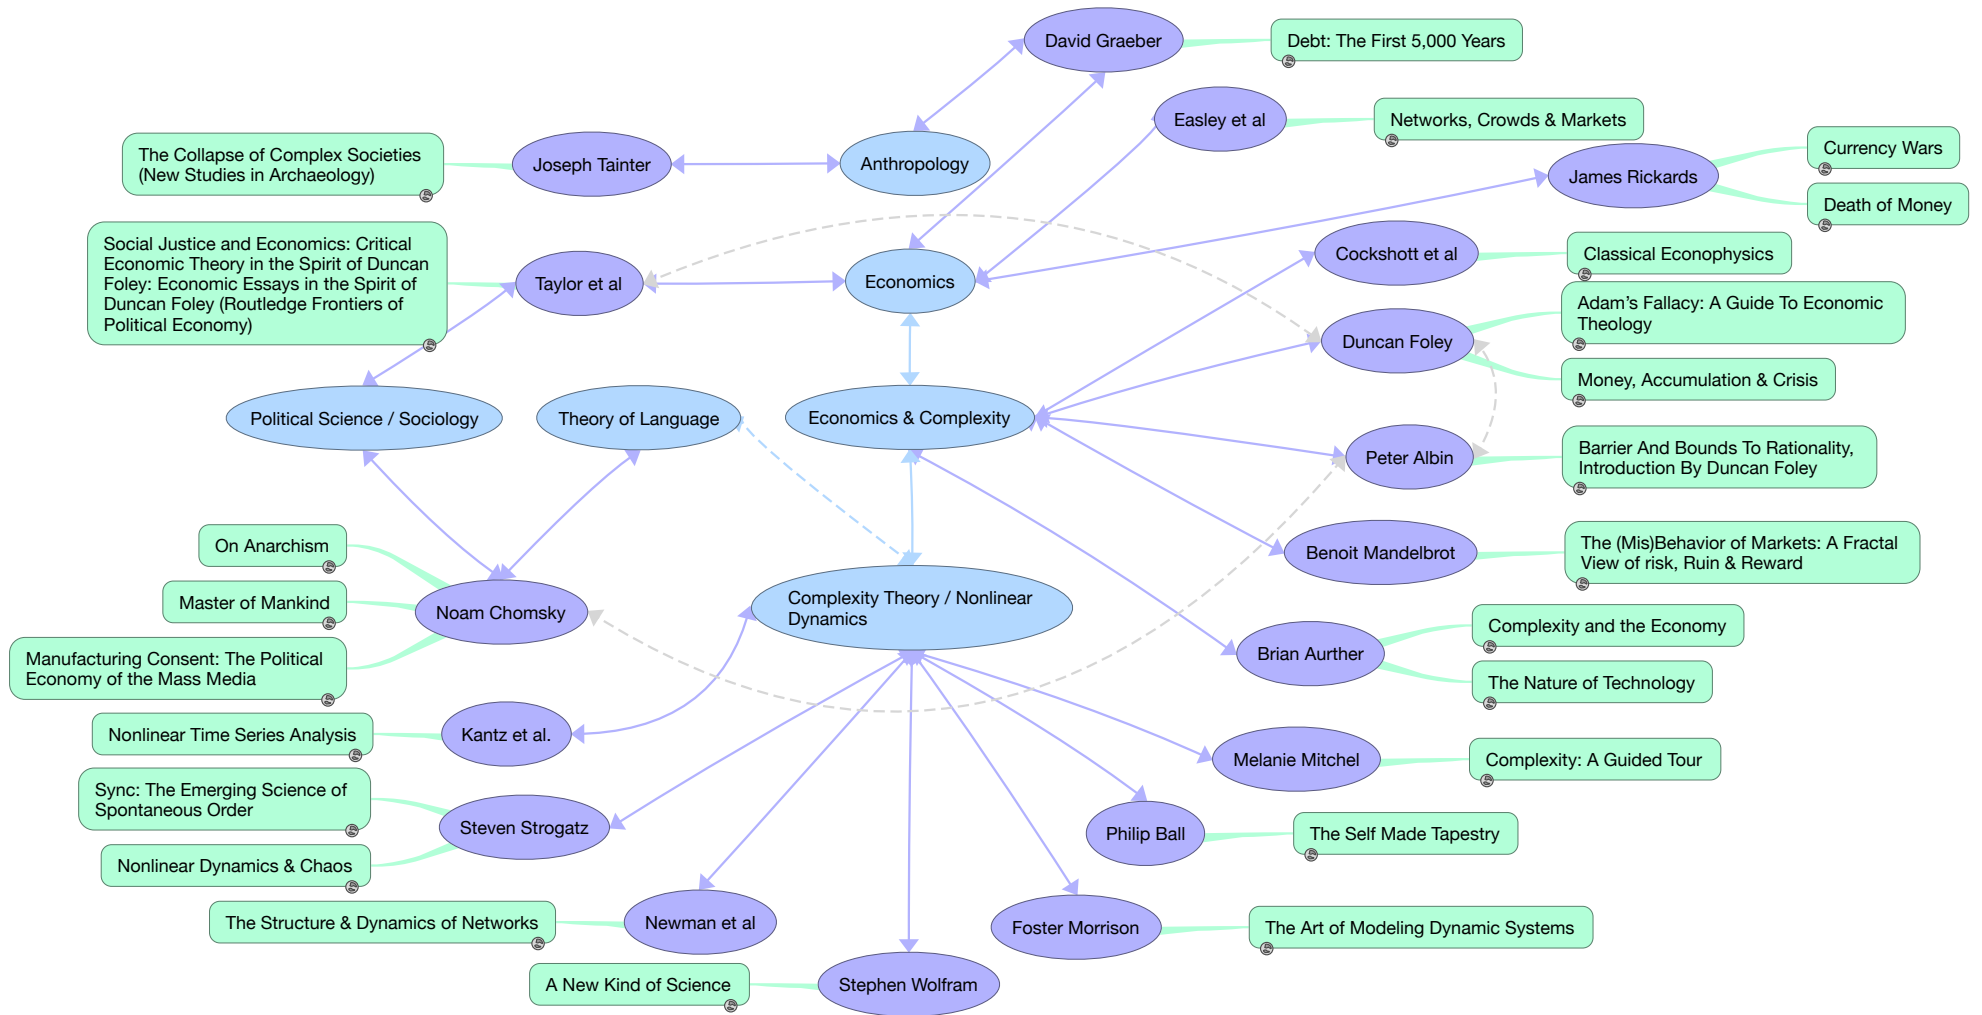 David Graeber
Debt: The First 5,000 Years
Easley et al
Networks, Crowds & Markets
The Collapse of Complex Societies
(New Studies in Archaeology)
Joseph Tainter
Anthropology
James Rickards
Currency Wars
Death of Money
Social Justice and Economics: Critical
Economic Theory in the Spirit of Duncan
Foley: Economic Essays in the Spirit of
Duncan Foley (Routledge Frontiers of
Political Economy)
Taylor et al
Economics
Cockshott et al
Classical Econophysics
Duncan Foley
Adam's Fallacy: A Guide To Economic
Theology
Money, Accumulation & Crisis
Political Science / Sociology
Theory of Language
Economics & Complexity
Peter Albin
Barrier And Bounds To Rationality,
Introduction By Duncan Foley
Benoit Mandelbrot
The (Mis)Behavior of Markets: A Fractal
View of risk, Ruin & Reward
On Anarchism
Master of Mankind
Manufacturing Consent: The Political
Economy of the Mass Media
Noam Chomsky
Complexity Theory / Nonlinear
Dynamics
Brian Aurther
Complexity and the Economy
The Nature of Technology
Nonlinear Time Series Analysis
Kantz et al.
Melanie Mitchel
Complexity: A Guided Tour
Sync: The Emerging Science of
Spontaneous Order
Nonlinear Dynamics & Chaos
Steven Strogatz
Philip Ball
The Self Made Tapestry
The Structure & Dynamics of Networks
Newman et al
Foster Morrison
The Art of Modeling Dynamic Systems
A New Kind of Science
Stephen Wolfram